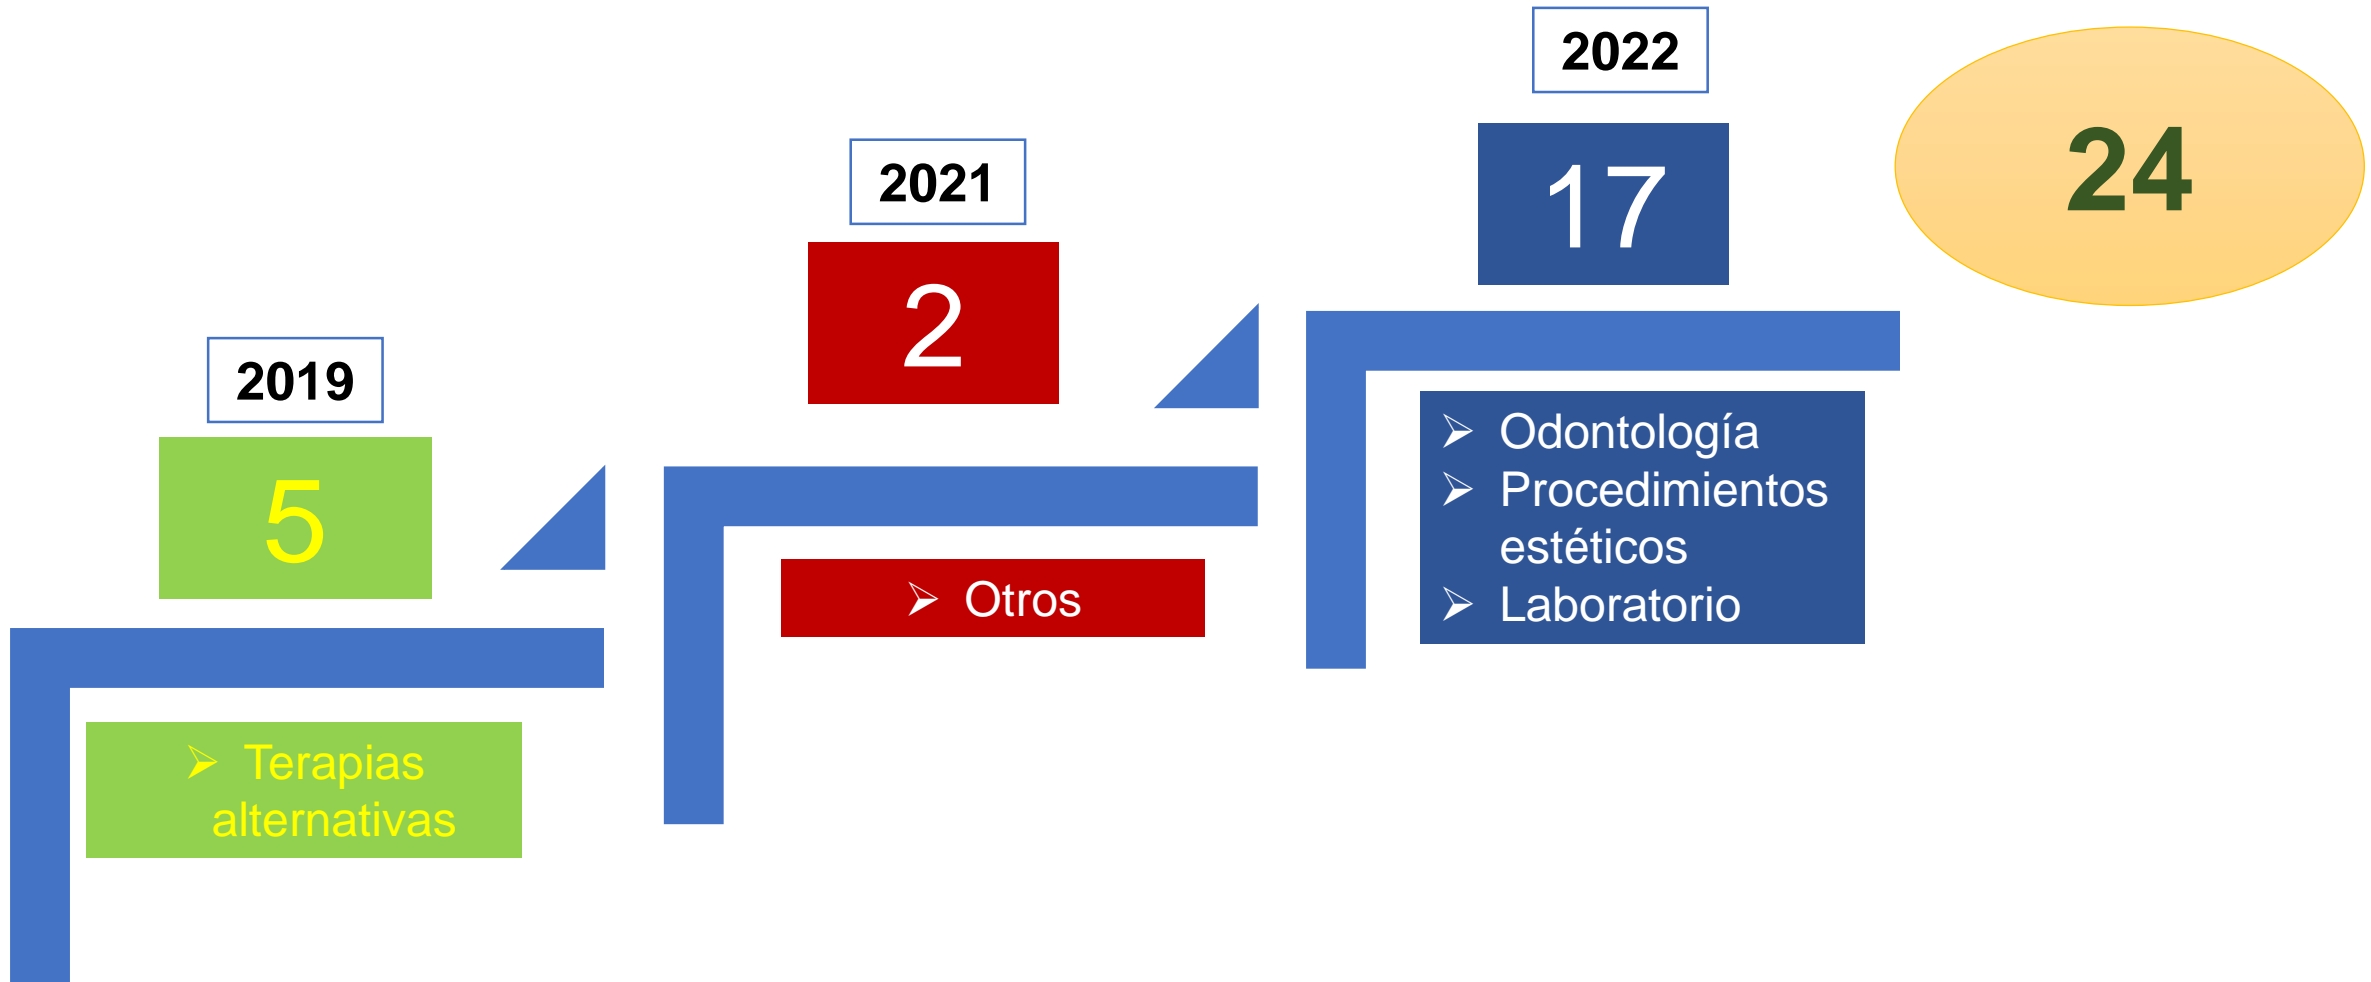 2019
5
➢ Terapias
alternativas
2021
2
➢ Otros
2022
17
➢ Odontología
➢ Procedimientos
estéticos
➢ Laboratorio
24